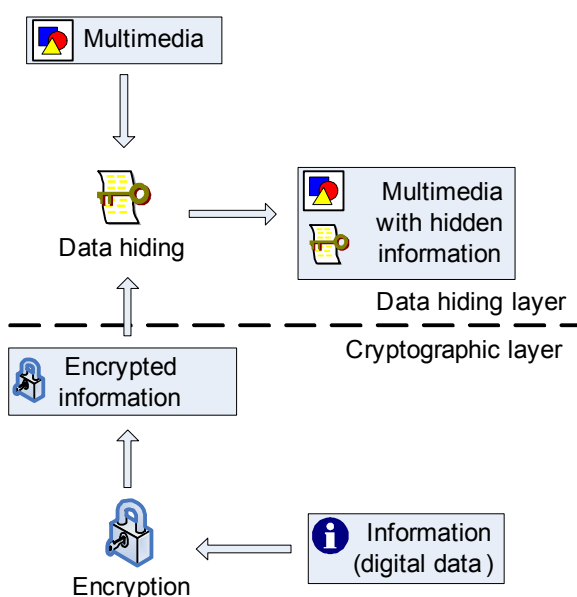 Multimedia
Data hiding
Multimedia
with hidden
information
Data hiding layer
Cryptographic layer
Encrypted
information
Information
(digital data)
Encryption